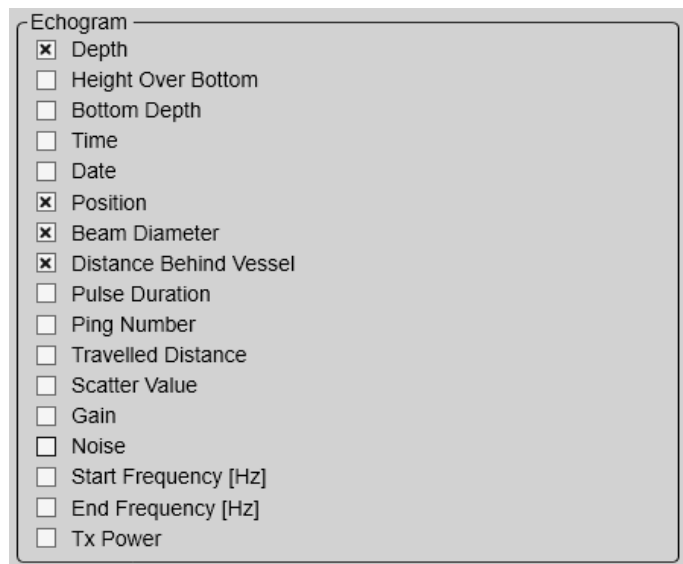 Echogram
Depth
Height Over Bottom
Bottom Depth
Time
Date
Position
Beam Diameter
Distance Behind Vessel
Pulse Duration
Ping Number
Travelled Distance
Scatter Value
Gain
Noise
Start Frequency [Hz]
End Frequency [Hz]
Tx Power